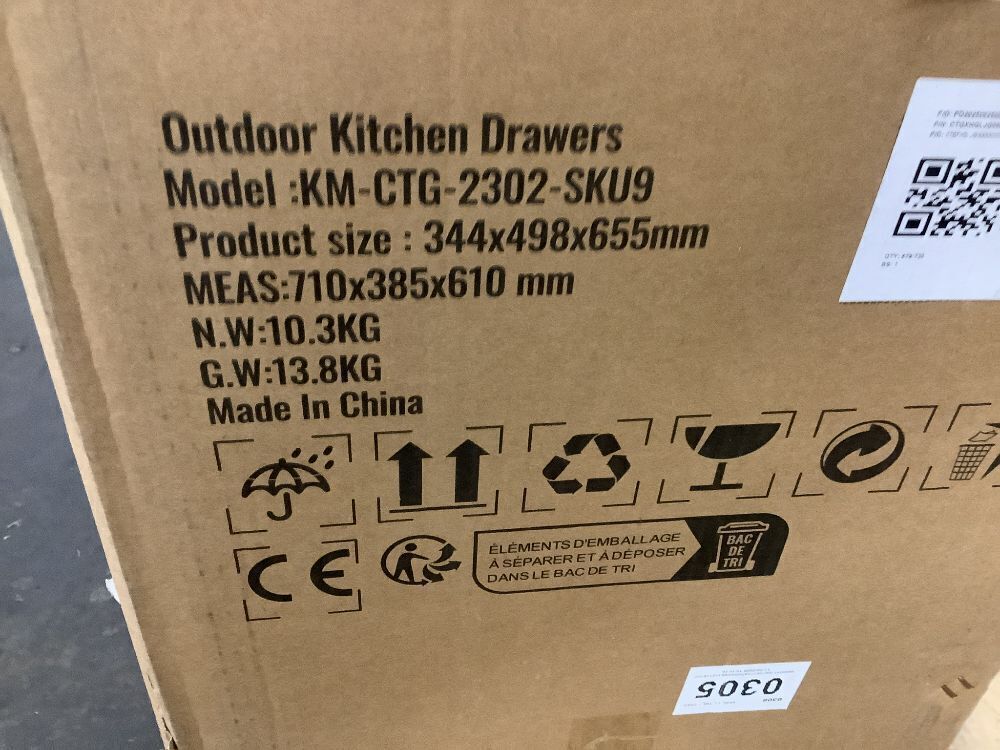 Outdoor Kitchen Drawers
Model :KM-CTG-2302-SKU9
Product size : 344x498x655mm
MEAS:710x385x610 mm
N.W:10.3KG
G.W:13.8KG
Made In China
CE
ÉLÉMENTS D'EMBALLAGE
À SÉPARER ET À DÉPOSER
DANS LE BAC DE TRI
BAC
DE
TRI
0305